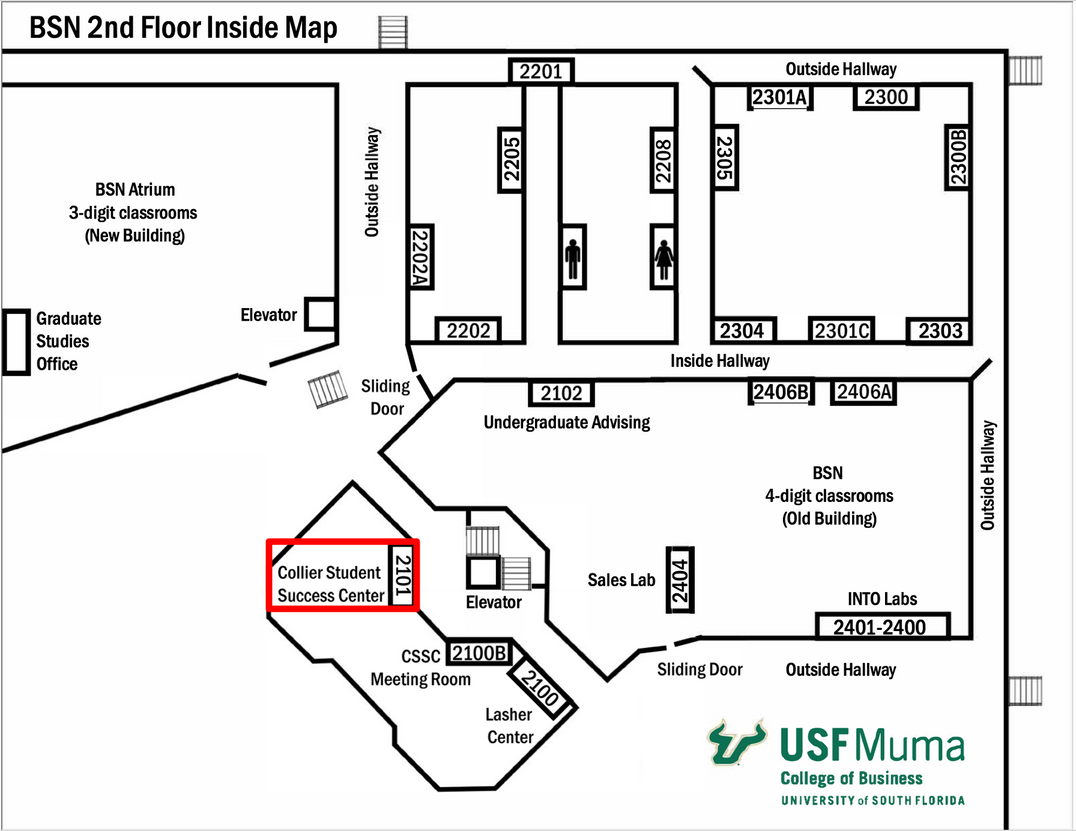 BSN 2nd Floor Inside Map
2201
Outside Hallway
2301A
2300
Outside Hallway
2205
2208
2305
2300B
BSN Atrium
3-digit classrooms
(New Building)
2202A
Elevator
Graduate
Studies
Office
2202
2304
2301C
2303
Inside Hallway
Sliding
Door
2102
Undergraduate Advising
2406B
2406A
Outside Hallway
BSN
4-digit classrooms
(Old Building)
Collier Student
Success Center
2101
Elevator
Sales Lab
2404
INTO Labs
2401-2400
CSSC
Meeting Room
2100B
2100
Lasher
Center
Sliding Door
Outside Hallway
USF Muma
College of Business
UNIVERSITY of SOUTH FLORIDA